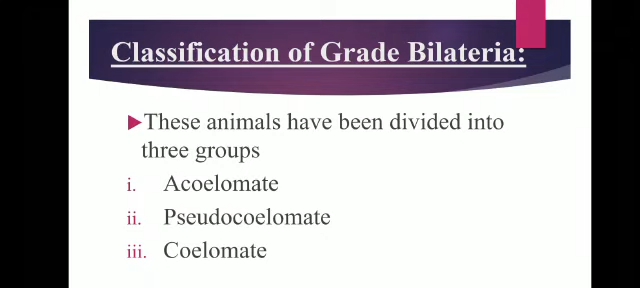 Classification of Grade Bilateria:
These animals have been divided into
three groups
i. Acoelomate
ii. Pseudocoelomate
iii. Coelomate